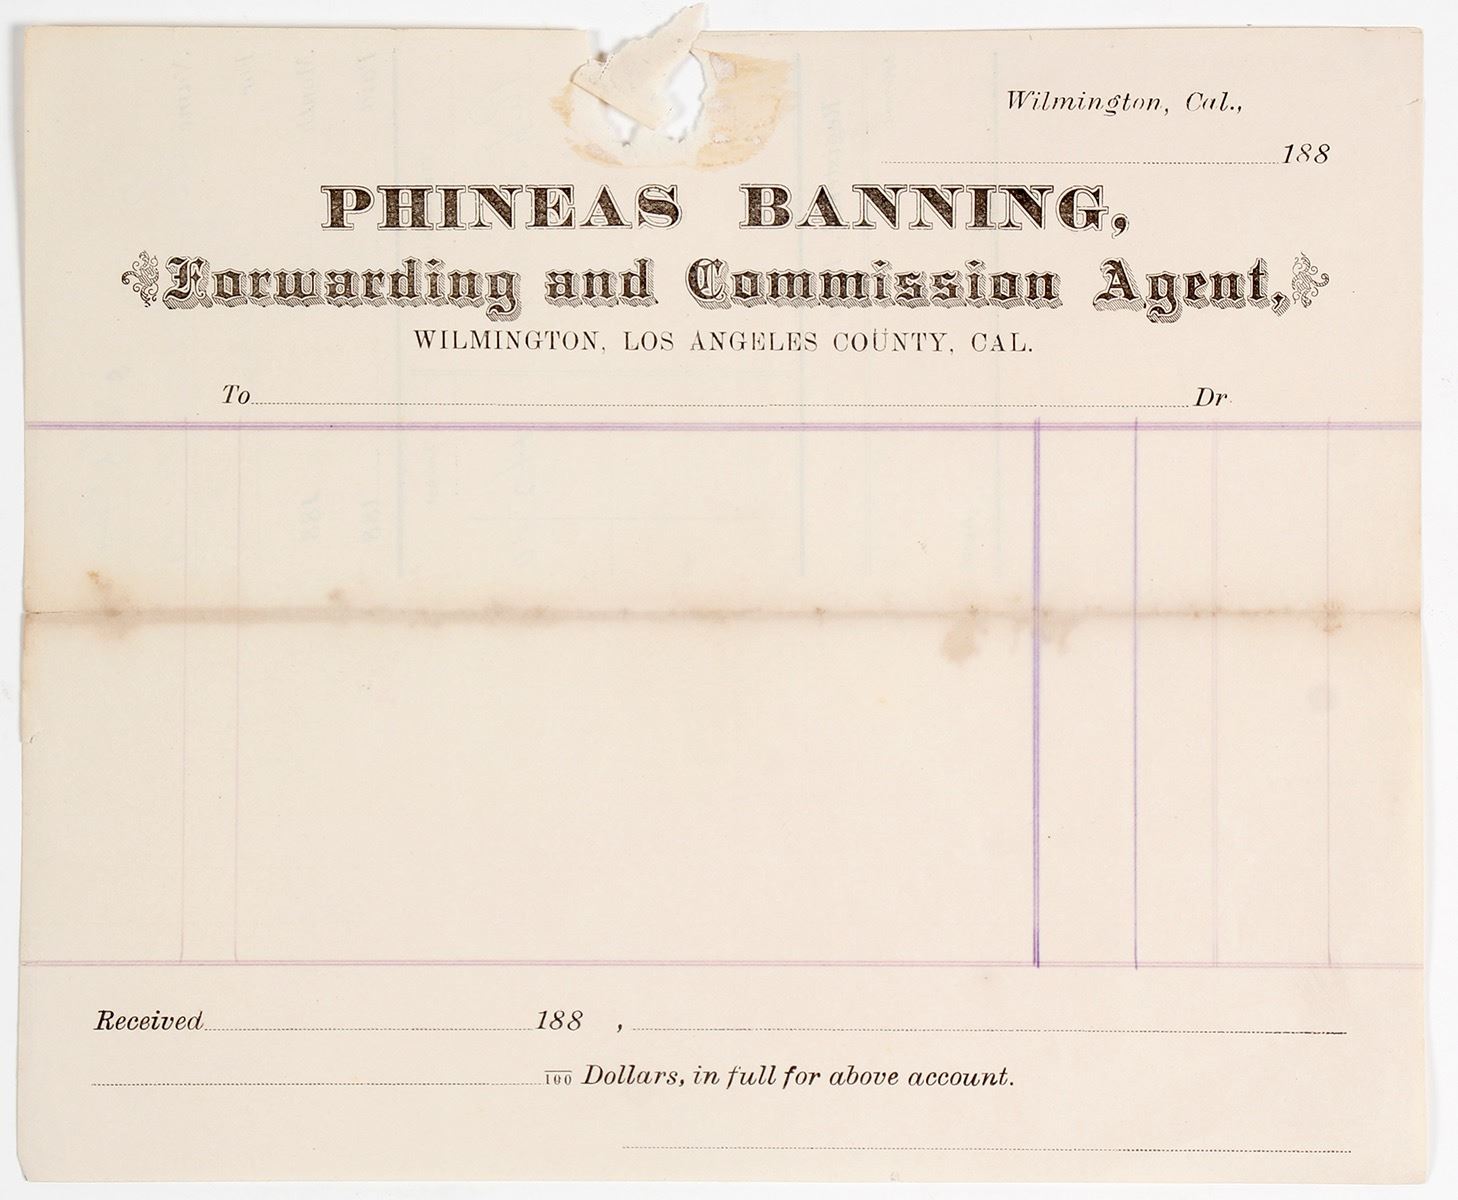 Wilmington, Cal.,
188
PHINEAS BANNING,
Forwarding and Commission Agent,
WILMINGTON, LOS ANGELES COUNTY, CAL.
To Dr
Received 188 ,
/100 Dollars, in full for above account.